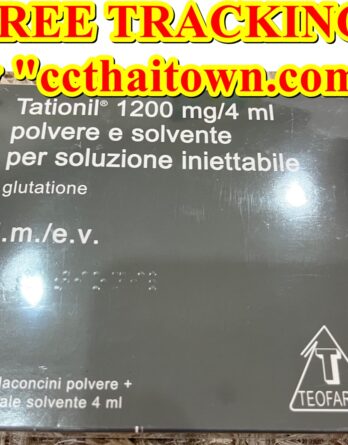 REE TRACKING
"ccthaitown.com
Tationil® 1200 mg/4 ml
polvere e solvente
per soluzione iniettabile
glutatione
.m./e.v.
laconcini polvere +
ale solvente 4 ml
T
TEOFAR